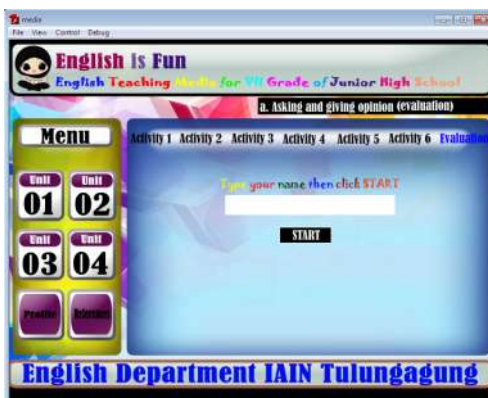 media
File View Control Debug
English is Fun
English Teaching Media for VII Grade of Junior High School
a. Asking and giving opinion (evaluation)
Menu
Activity 1 Activity 2 Activity 3 Activity 4 Activity 5 Activity 6 Evaluation
Unit 01
Unit 02
Type your name then click START
START
Unit 03
Unit 04
Profile
English Department IAIN Tulungagung